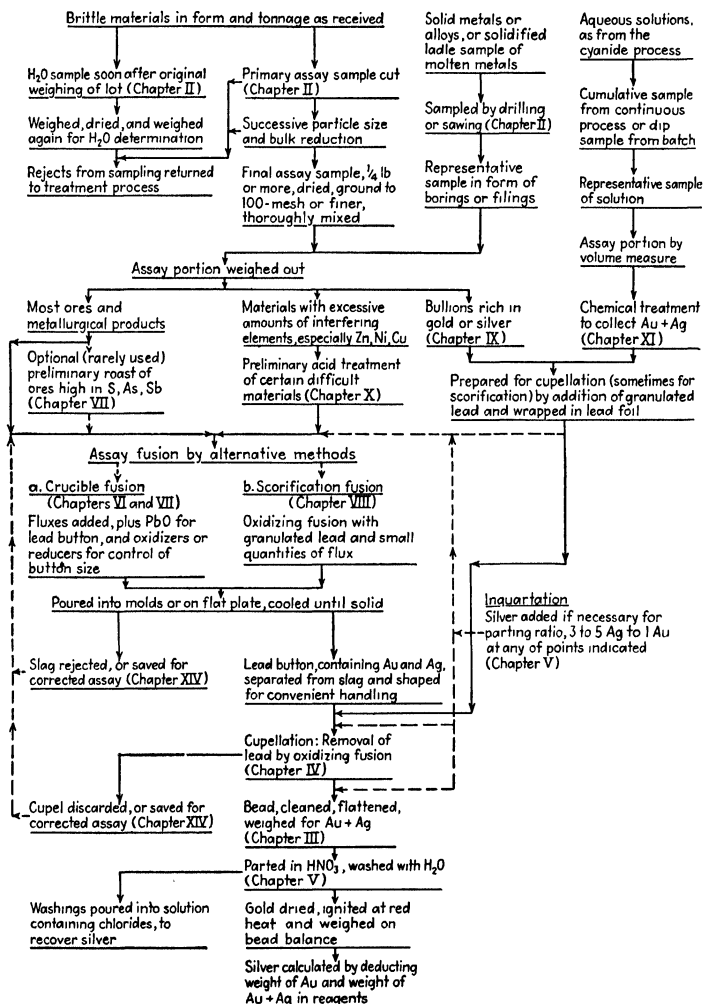 Brittle materials in form and tonnage as received
H2O sample soon after original
weighing of lot (Chapter II)
Weighed, dried, and weighed
again for H2O determination
Rejects from sampling returned
to treatment process
Primary assay sample cut
(Chapter II)
Successive particle size
and bulk reduction
Final assay sample, 1/4 lb
or more, dried, ground to
100-mesh or finer,
thoroughly mixed
Solid metals or
alloys, or solidified
ladle sample of
molten metals
Sampled by drilling
or sawing (Chapter II)
Representative
sample in form of
borings or filings
Aqueous solutions,
as from the
cyanide process
Cumulative sample
from continuous
process or dip
sample from batch
Representative sample
of solution
Assay portion by
volume measure
Chemical treatment
to collect Au + Ag
(Chapter XI)
Assay portion weighed out
Most ores and
metallurgical products
Optional (rarely used)
preliminary roast of
ores high in S, As, Sb
(Chapter VII)
Materials with excessive
amounts of interfering
elements, especially Zn, Ni, Cu
Preliminary acid treatment
of certain difficult
materials (Chapter X)
Bullions rich in
gold or silver
(Chapter IX)
Prepared for cupellation (sometimes for
scorification) by addition of granulated
lead and wrapped in lead foil
Assay fusion by alternative methods
a. Crucible fusion
(Chapters VI and VII)
Fluxes added, plus PbO for
lead button, and oxidizers or
reducers for control of
button size
b. Scorification fusion
(Chapter VIII)
Oxidizing fusion with
granulated lead and small
quantities of flux
Poured into molds or on flat plate, cooled until solid
Inquartation
Silver added if necessary for
parting ratio, 3 to 5 Ag to 1 Au
at any of points indicated
(Chapter V)
Slag rejected, or saved for
corrected assay (Chapter XIV)
Lead button, containing Au and Ag,
separated from slag and shaped
for convenient handling
Cupellation: Removal of
lead by oxidizing fusion
(Chapter IV)
Cupel discarded, or saved for
corrected assay (Chapter XIV)
Bead, cleaned, flattened,
weighed for Au + Ag
(Chapter III)
Parted in HNO3, washed with H2O
(Chapter V)
Washings poured into solution
containing chlorides, to
recover silver
Gold dried, ignited at red
heat and weighed on
bead balance
Silver calculated by deducting
weight of Au and weight of
Au + Ag in reagents